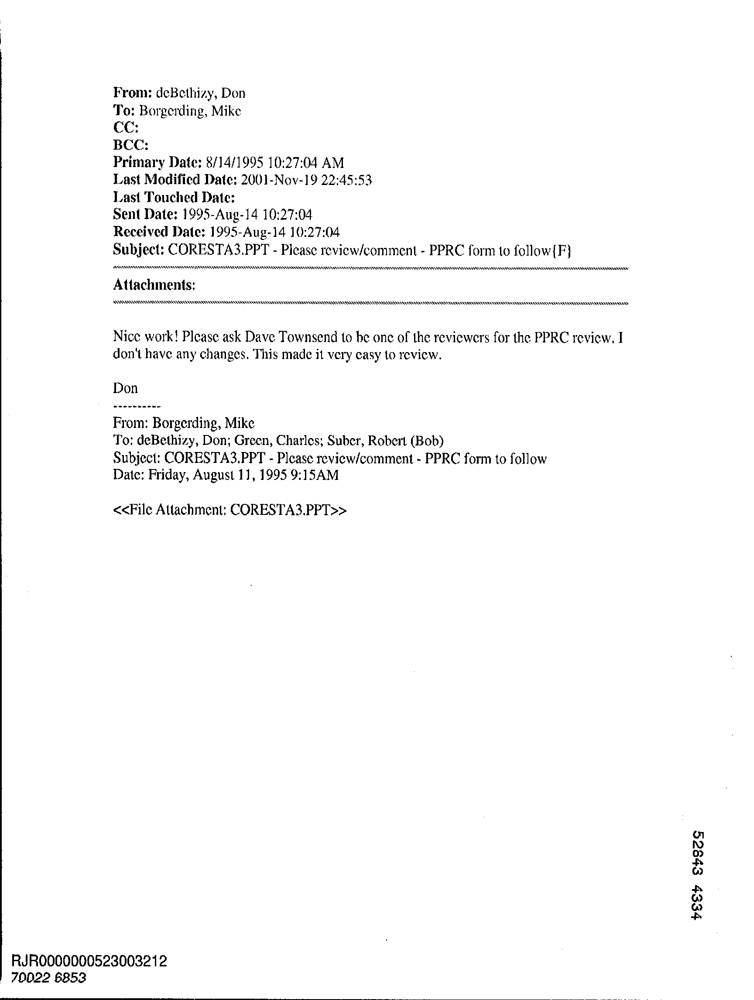 From: deBethizy, Don
To: Borgerding, Mike
CC:
BCC:
Primary Date: 8/14/1995 10:27:04 AM
Last Modified Date: 2001-Nov-19 22:45:53
Last Touched Date:
Sent Date: 1995-Aug-14 10:27:04
Received Date: 1995-Aug-14 10:27:04
Subject: CORESTA3.PPT - Please review/comment - PPRC form to follow{F}
Attachments:
Nice work! Please ask Dave Townsend to be one of the reviewers for the PPRC review. I
don't have any changes. This made it very easy to review.
Don
----------
From: Borgerding, Mike
To: deBethizy, Don; Green, Charles; Suber, Robert (Bob)
Subject: CORESTA3.PPT - Please review/comment - PPRC form to follow
Date: Friday, August 11, 1995 9:15AM
<<File Attachment: CORESTA3.PPT>>
52843 4334
RJR0000000523003212
70022 6853